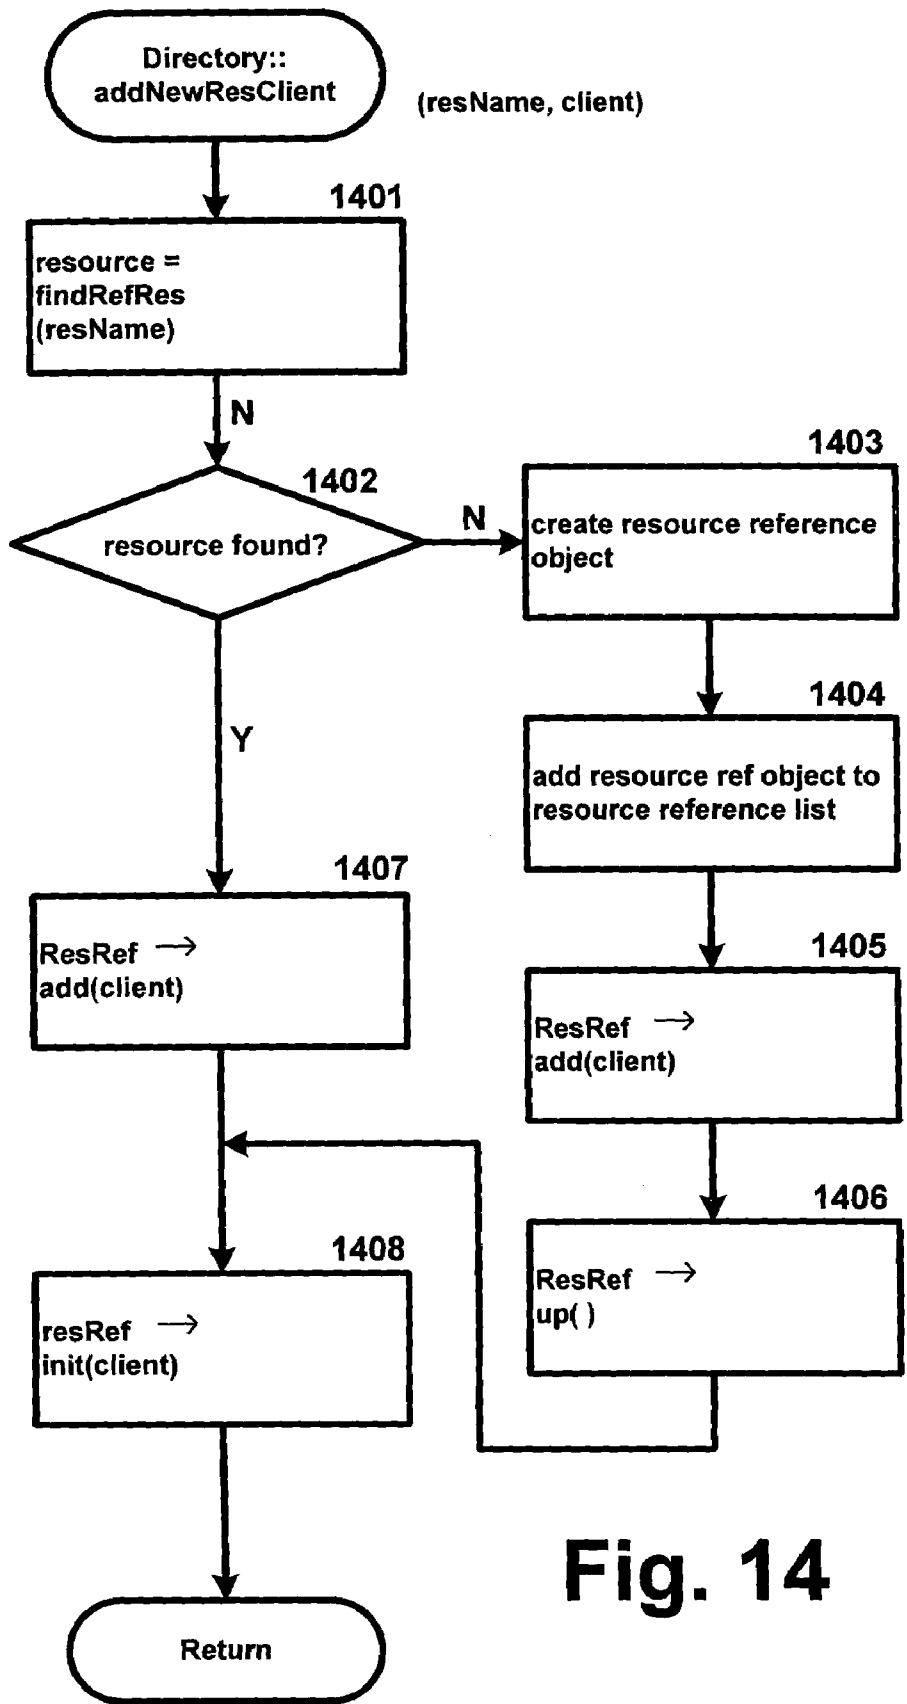 Directory::
addNewResClient
(resName, client)
1401
resource =
findRefRes
(resName)
N
1402
resource found?
N
1403
create resource reference
object
1404
add resource ref object to
resource reference list
Y
1407
ResRef →
add(client)
1405
ResRef →
add(client)
1406
ResRef →
up( )
1408
resRef →
init(client)
Return
Fig. 14